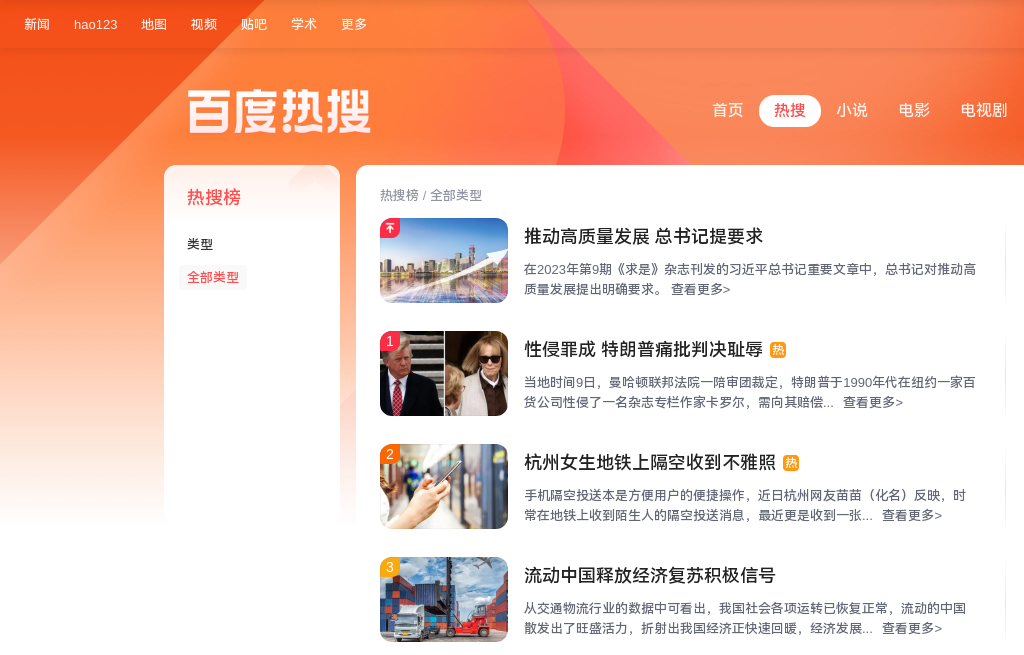 新闻 hao123 地图 视频 贴吧 学术 更多
百度热搜
首页 热搜 小说 电影 电视剧
热搜榜
类型
全部类型
热搜榜 / 全部类型
推动高质量发展 总书记提要求
在2023年第9期《求是》杂志刊发的习近平总书记重要文章中，总书记对推动高
质量发展提出明确要求。 查看更多>
1
性侵罪成 特朗普痛批判决耻辱 热
当地时间9日，曼哈顿联邦法院一陪审团裁定，特朗普于1990年代在纽约一家百
货公司性侵了一名杂志专栏作家卡罗尔，需向其赔偿... 查看更多>
2
杭州女生地铁上隔空收到不雅照 热
手机隔空投送本是方便用户的便捷操作，近日杭州网友苗苗（化名）反映，时
常在地铁上收到陌生人的隔空投送消息，最近更是收到一张... 查看更多>
3
流动中国释放经济复苏积极信号
从交通物流行业的数据中可看出，我国社会各项运转已恢复正常，流动的中国
散发出了旺盛活力，折射出我国经济正快速回暖，经济发展... 查看更多>